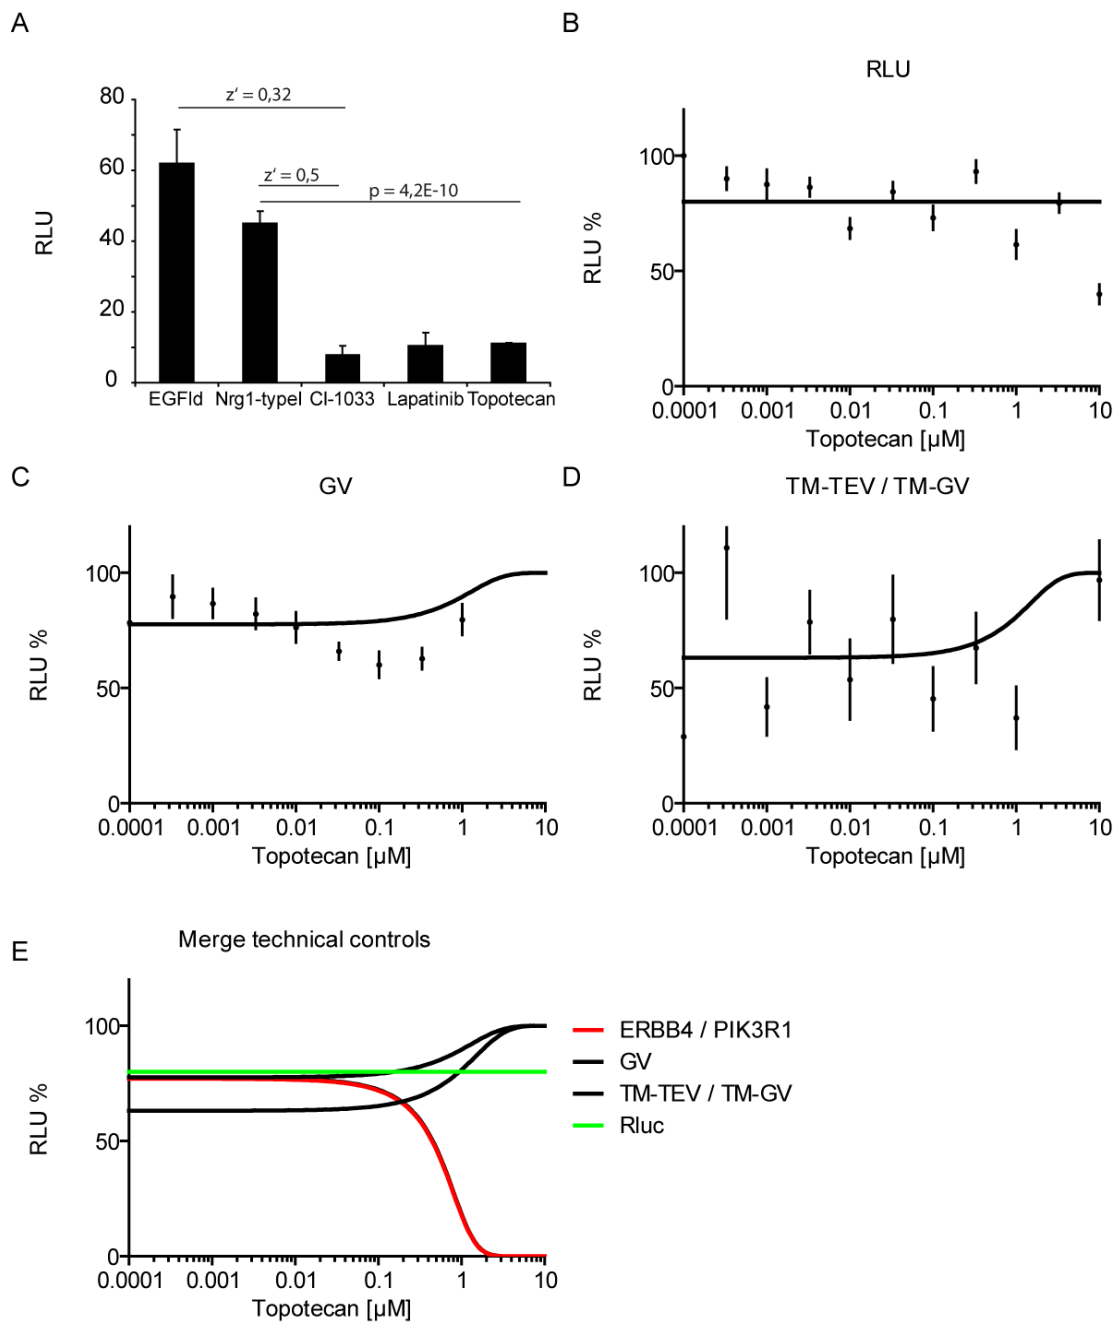 A
80
60
40
20
0
RLU
z‘ = 0,32
z‘ = 0,5
p = 4,2E-10
EGFld Nrg1-typeI CI-1033 Lapatinib Topotecan
B
RLU
100
50
0
RLU %
0.0001 0.001 0.01 0.1 1 10
Topotecan [µM]
C
GV
100
50
0
RLU %
0.0001 0.001 0.01 0.1 1 10
Topotecan [µM]
D
TM-TEV / TM-GV
100
50
0
RLU %
0.0001 0.001 0.01 0.1 1 10
Topotecan [µM]
E
Merge technical controls
100
50
0
RLU %
0.0001 0.001 0.01 0.1 1 10
Topotecan [µM]
ERBB4 / PIK3R1
GV
TM-TEV / TM-GV
Rluc